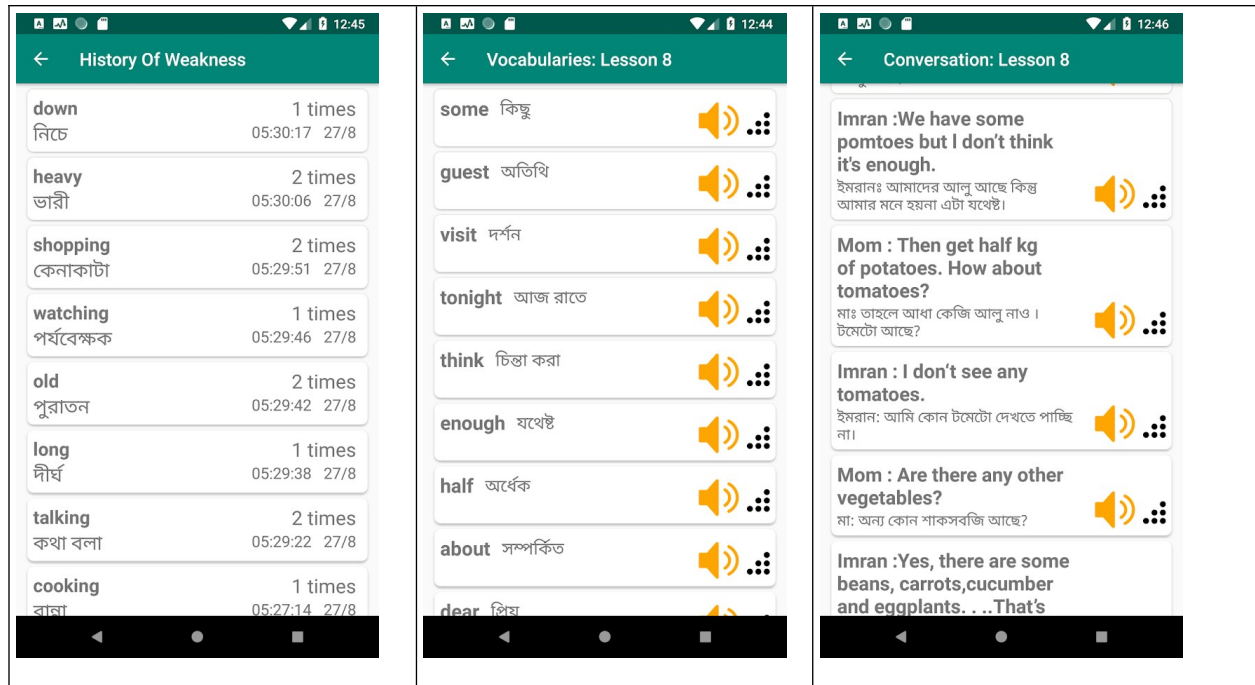 12:45
History Of Weakness
down 1 times
নিচে 05:30:17 27/8
heavy 2 times
ভারী 05:30:06 27/8
shopping 2 times
কেনাকাটা 05:29:51 27/8
watching 1 times
পর্যবেক্ষক 05:29:46 27/8
old 2 times
পুরাতন 05:29:42 27/8
long 1 times
দীর্ঘ 05:29:38 27/8
talking 2 times
কথা বলা 05:29:22 27/8
cooking 1 times
রান্না 05:27:14 27/8
12:44
Vocabularies: Lesson 8
some কিছু
guest অতিথি
visit দর্শন
tonight আজ রাতে
think চিন্তা করা
enough যথেষ্ট
half অর্ধেক
about সম্পর্কিত
dear প্রিয়
12:46
Conversation: Lesson 8
Imran :We have some
pomtoes but I don’t think
it's enough.
ইমরানঃ আমাদের আলু আছে কিন্তু
আমার মনে হয়না এটা যথেষ্ট।
Mom : Then get half kg
of potatoes. How about
tomatoes?
মাঃ তাহলে আধা কেজি আলু নাও ।
টমেটো আছে?
Imran : I don‘t see any
tomatoes.
ইমরান: আমি কোন টমেটো দেখতে পাচ্ছি
না।
Mom : Are there any other
vegetables?
মা: অন্য কোন শাকসবজি আছে?
Imran :Yes, there are some
beans, carrots,cucumber
and eggplants. . ..That’s